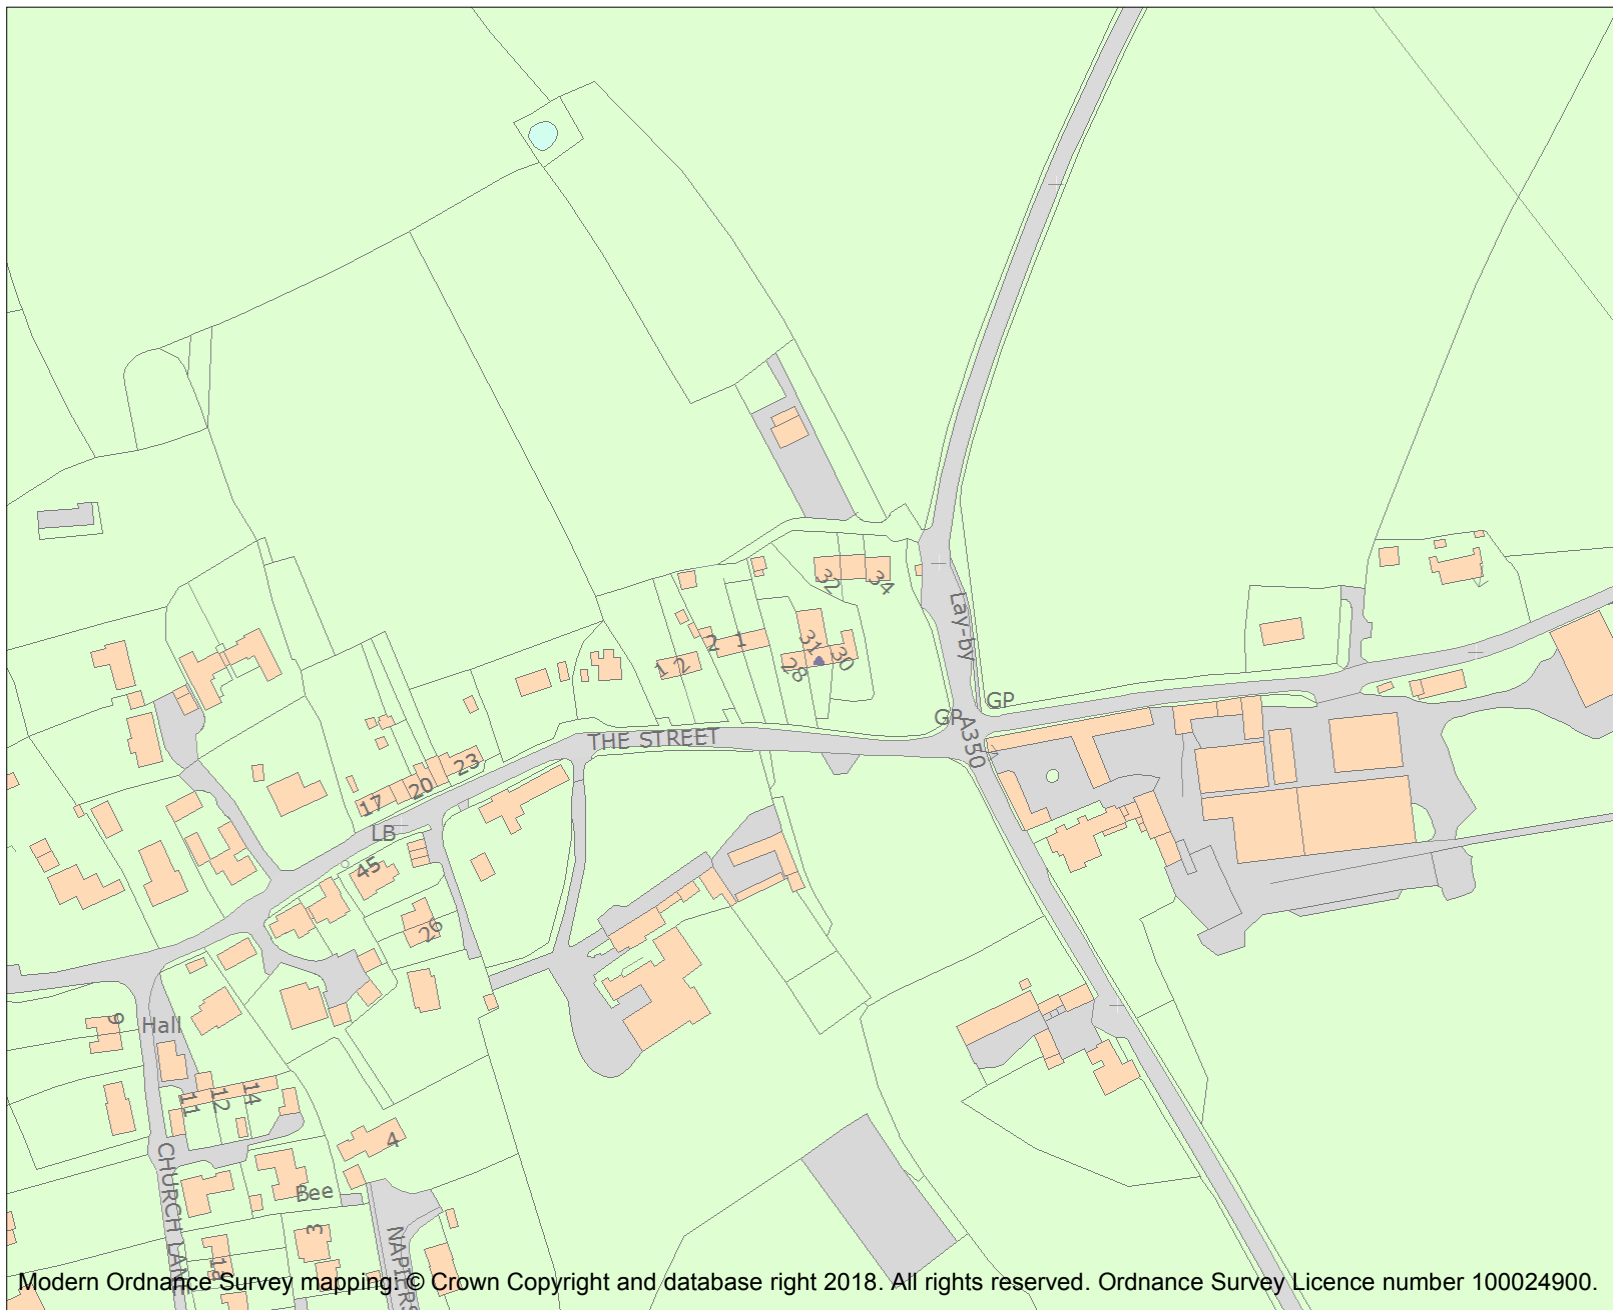 32
34
Lay-by
2 1
1 2
31
30
28
GP
GP
A350
THE STREET
23
20
17
LB
45
26
9
Hall
11
12
14
4
CHURCH LANE
Bee
3
NAPIERS
Modern Ordnance Survey mapping: © Crown Copyright and database right 2018. All rights reserved. Ordnance Survey Licence number 100024900.